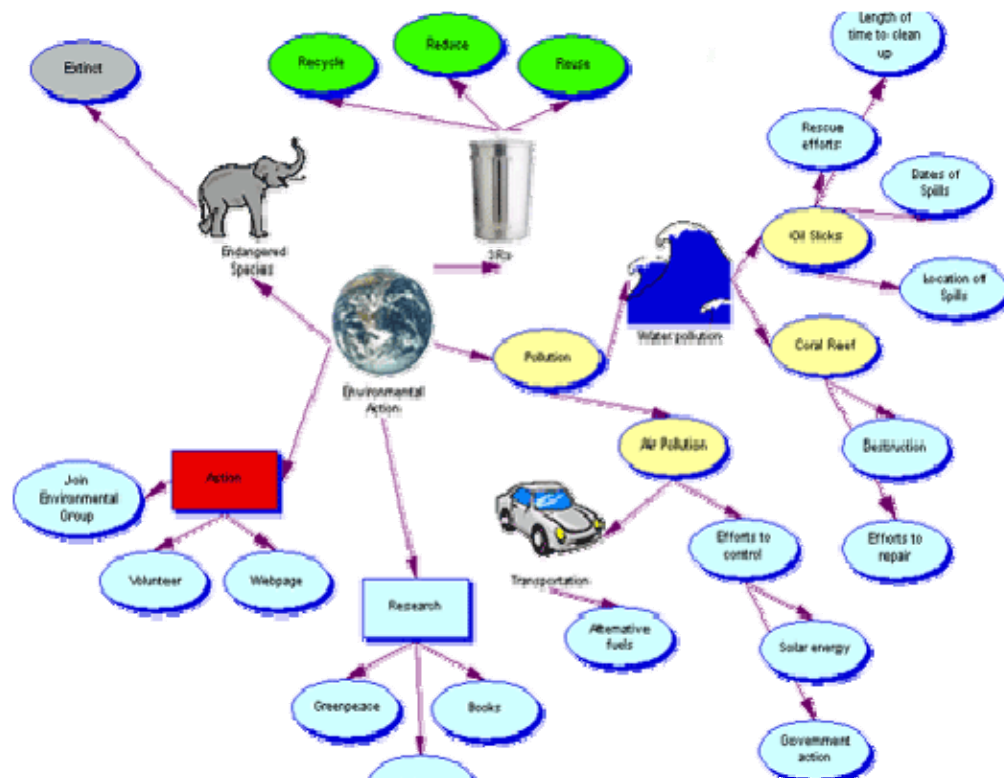 Length of
time to clean
up
Extinct
Recycle
Reduce
Reuse
Rescue
efforts
Dates of
Spills
Oil Slicks
Location of
Spills
Endangered
Species
3Rs
Water pollution
Coral Reef
Pollution
Environmental
Action
Air Pollution
Destruction
Join
Environmental
Group
Action
Efforts to
control
Efforts to
repair
Volunteer
Webpage
Transportation
Research
Alternative
fuels
Solar energy
Greenpeace
Books
Government
action